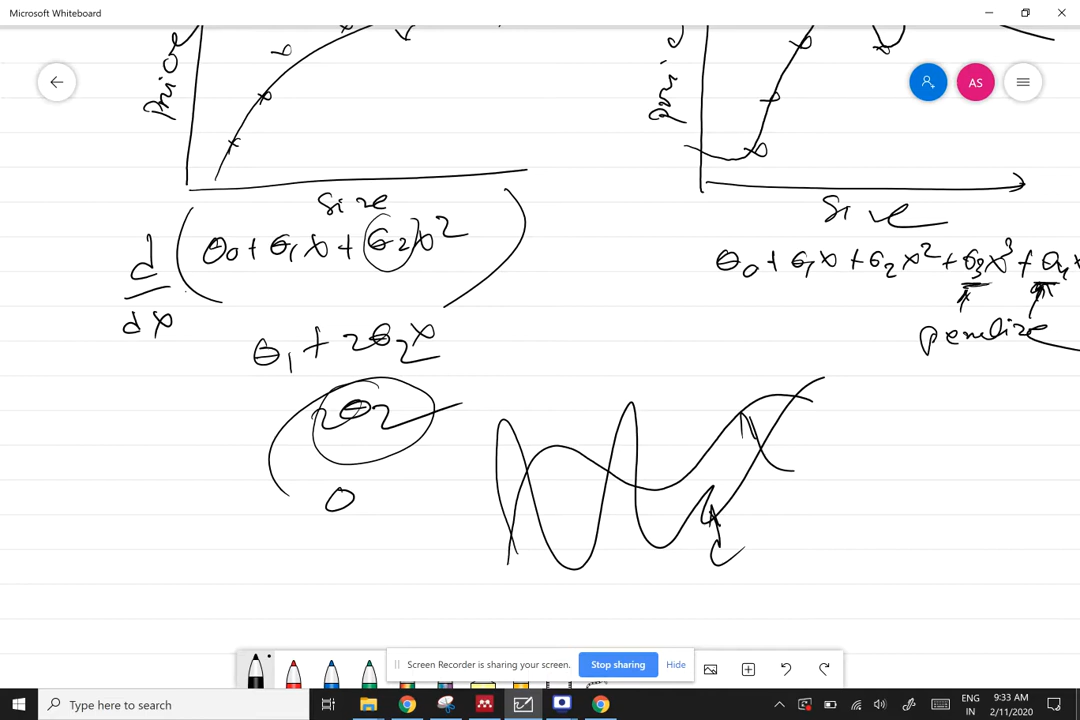 Microsoft Whiteboard
AS
price
price
size
size
d/dx (θ0 + θ1x + θ2x²)
θ0 + θ1x + θ2x² + θ3x³ + θ4x
penalize
θ1 + 2θ2x
2θ2
0
Screen Recorder is sharing your screen.
Stop sharing
Hide
Type here to search
ENG
IN
9:33 AM
2/11/2020